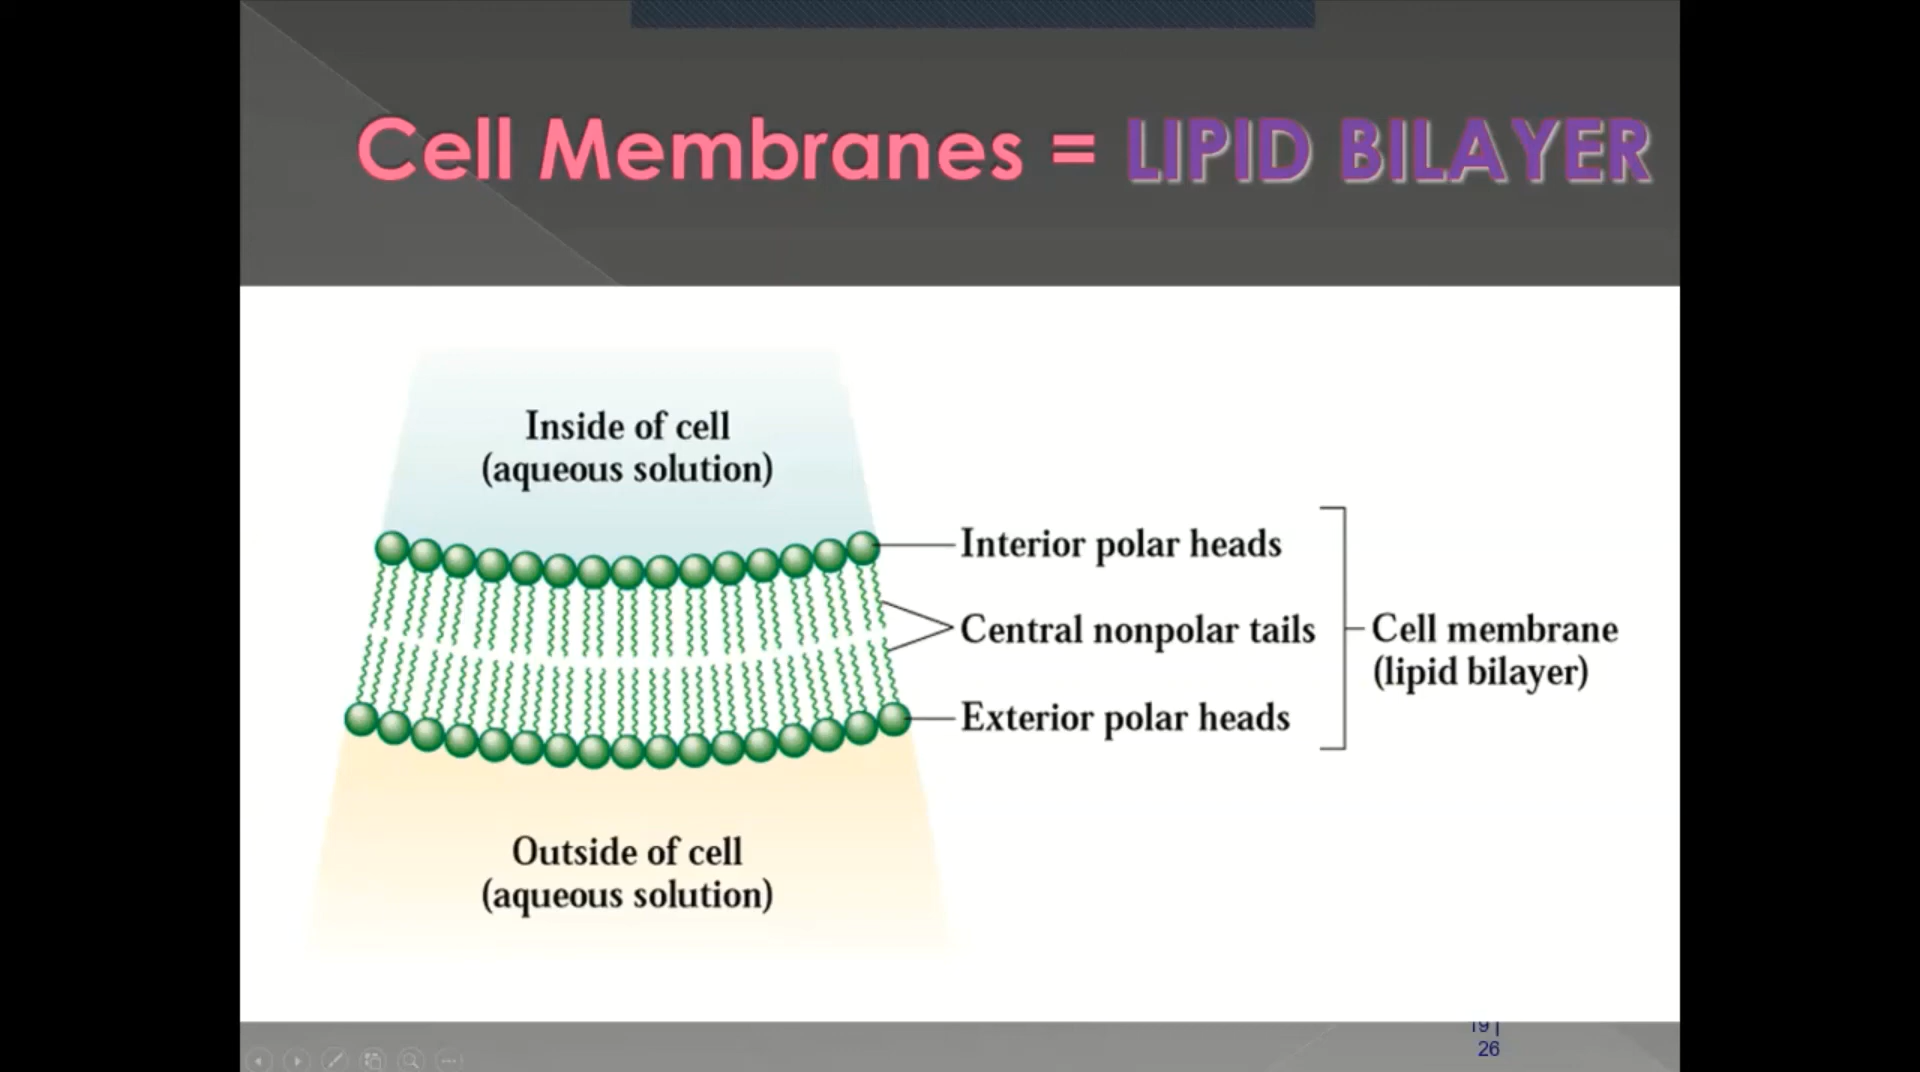 Cell Membranes = LIPID BILAYER
Inside of cell
(aqueous solution)
Interior polar heads
Central nonpolar tails
Exterior polar heads
Cell membrane
(lipid bilayer)
Outside of cell
(aqueous solution)
19 |
26